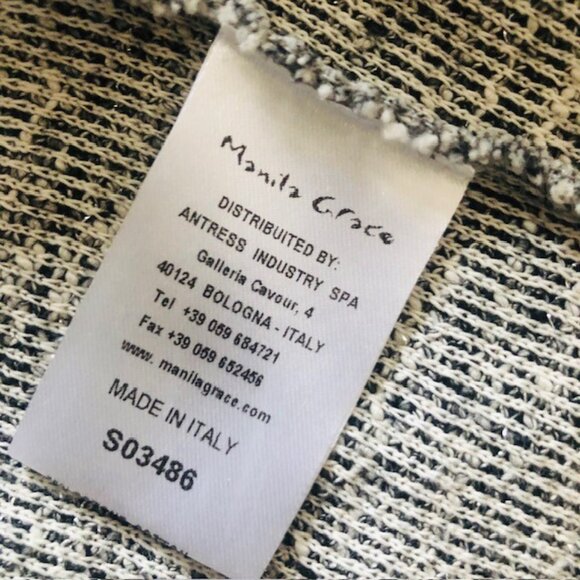 Manila Grace
DISTRIBUITED BY:
ANTRESS INDUSTRY SPA
Galleria Cavour, 4
40124 BOLOGNA - ITALY
Tel +39 059 684721
Fax +39 059 652456
www. manilagrace.com
MADE IN ITALY
S03486